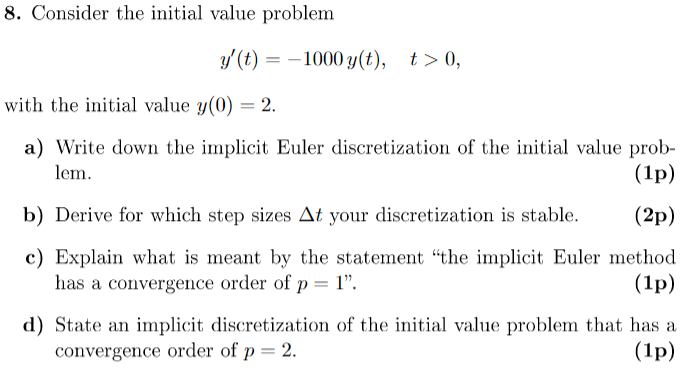 8. Consider the initial value problem
y′(t) = −1000 y(t), t > 0,
with the initial value y(0) = 2.
a) Write down the implicit Euler discretization of the initial value prob-
lem. (1p)
b) Derive for which step sizes Δt your discretization is stable. (2p)
c) Explain what is meant by the statement “the implicit Euler method
has a convergence order of p = 1”. (1p)
d) State an implicit discretization of the initial value problem that has a
convergence order of p = 2. (1p)